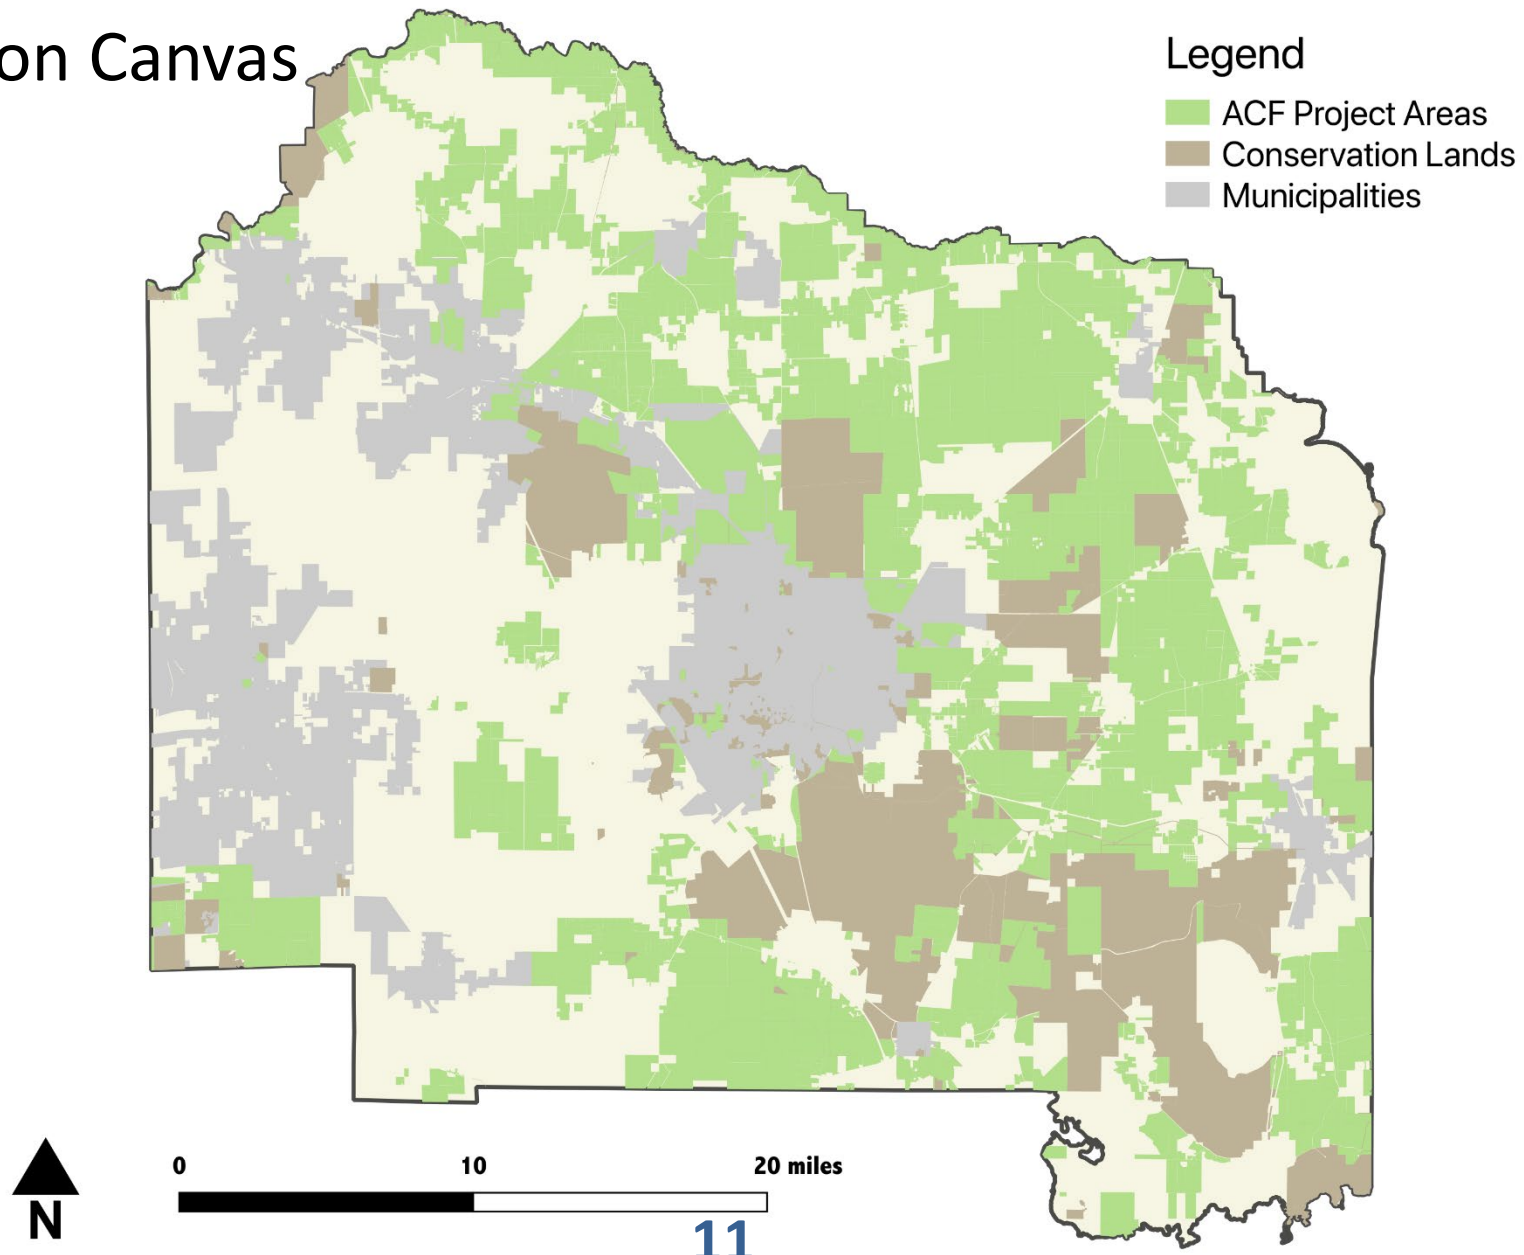 on Canvas
Legend
ACF Project Areas
Conservation Lands
Municipalities
0 10 20 miles
N
11